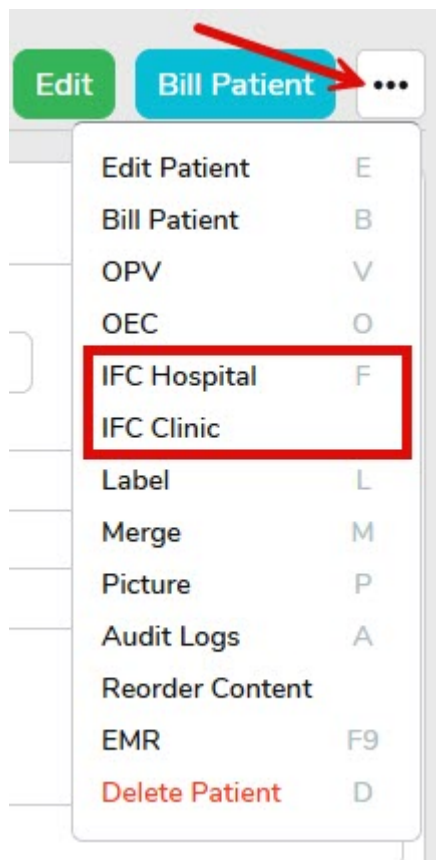 Edit Bill Patient •••
Edit Patient E
Bill Patient B
OPV V
OEC O
IFC Hospital F
IFC Clinic
Label L
Merge M
Picture P
Audit Logs A
Reorder Content
EMR F9
Delete Patient D